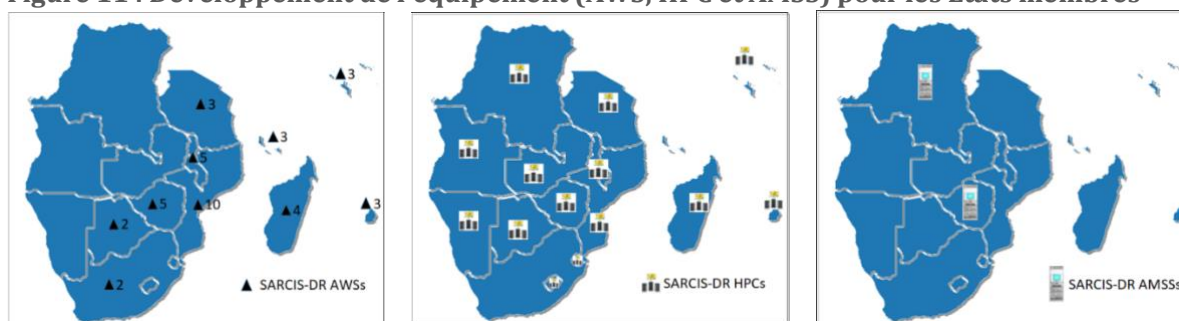 Figure 11 : Développement de l'équipement (AWS, HPC et AMSS) pour les États membres
3
3
3
5
5
10
4
3
2
2
SARCIS-DR AWSs
SARCIS-DR HPCs
SARCIS-DR AMSSs